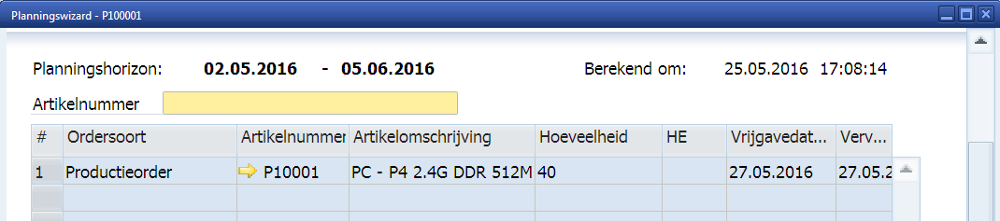 Planningswizard - P100001
Planningshorizon: 02.05.2016 - 05.06.2016 Berekend om: 25.05.2016 17:08:14
Artikelnummer
# Ordersoort Artikelnummer Artikelomschrijving Hoeveelheid HE Vrijgavedat... Verv...
1 Productieorder P10001 PC - P4 2.4G DDR 512M 40 27.05.2016 27.05.2